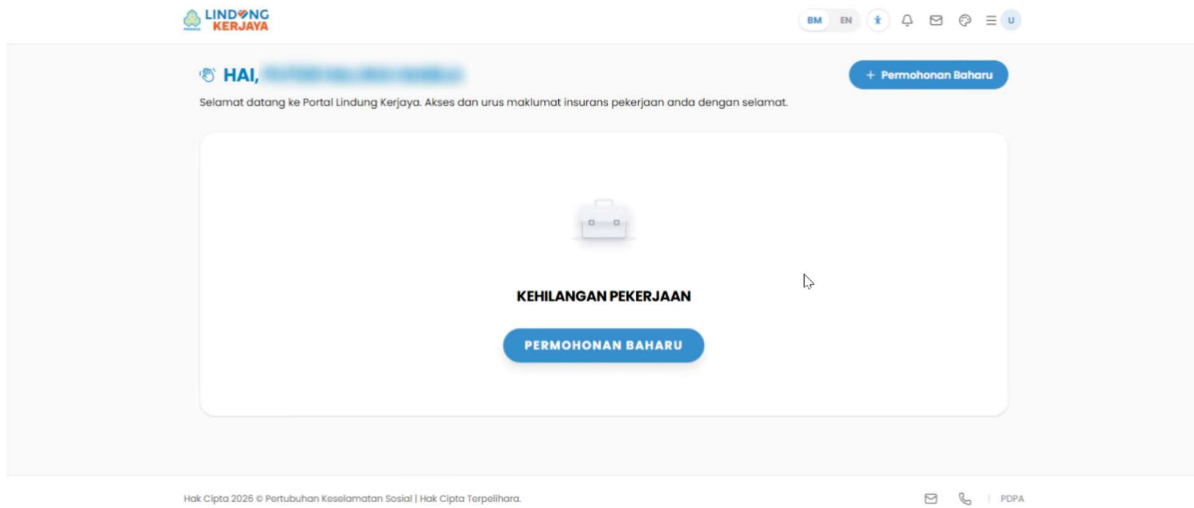 LINDUNG
KERJAYA
BM EN U
HAI,
+ Permohonan Baharu
Selamat datang ke Portal Lindung Kerjaya. Akses dan urus maklumat insurans pekerjaan anda dengan selamat.
KEHILANGAN PEKERJAAN
PERMOHONAN BAHARU
Hak Cipta 2026 © Pertubuhan Keselamatan Sosial | Hak Cipta Terpelihara.
| PDPA